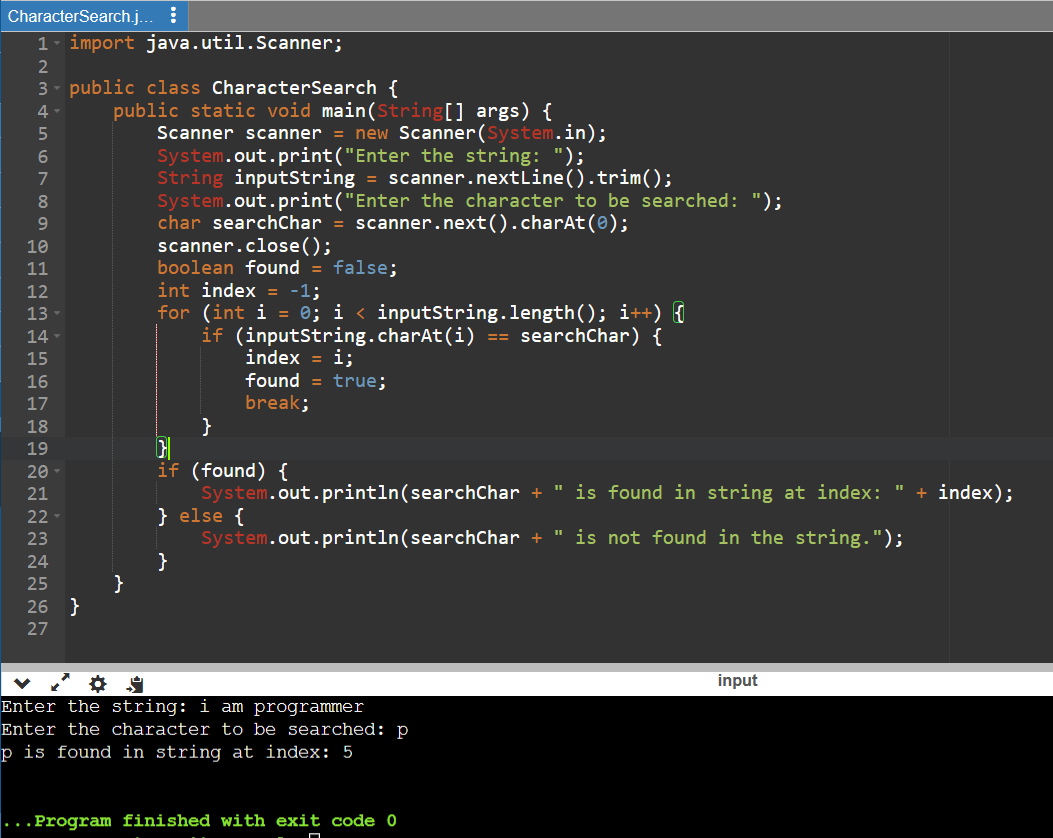 CharacterSearch.j...
1 import java.util.Scanner;
2
3 public class CharacterSearch {
4     public static void main(String[] args) {
5         Scanner scanner = new Scanner(System.in);
6         System.out.print("Enter the string: ");
7         String inputString = scanner.nextLine().trim();
8         System.out.print("Enter the character to be searched: ");
9         char searchChar = scanner.next().charAt(0);
10         scanner.close();
11         boolean found = false;
12         int index = -1;
13         for (int i = 0; i < inputString.length(); i++) {
14             if (inputString.charAt(i) == searchChar) {
15                 index = i;
16                 found = true;
17                 break;
18             }
19         }
20         if (found) {
21             System.out.println(searchChar + " is found in string at index: " + index);
22         } else {
23             System.out.println(searchChar + " is not found in the string.");
24         }
25     }
26 }
27
input
Enter the string: i am programmer
Enter the character to be searched: p
p is found in string at index: 5
...Program finished with exit code 0